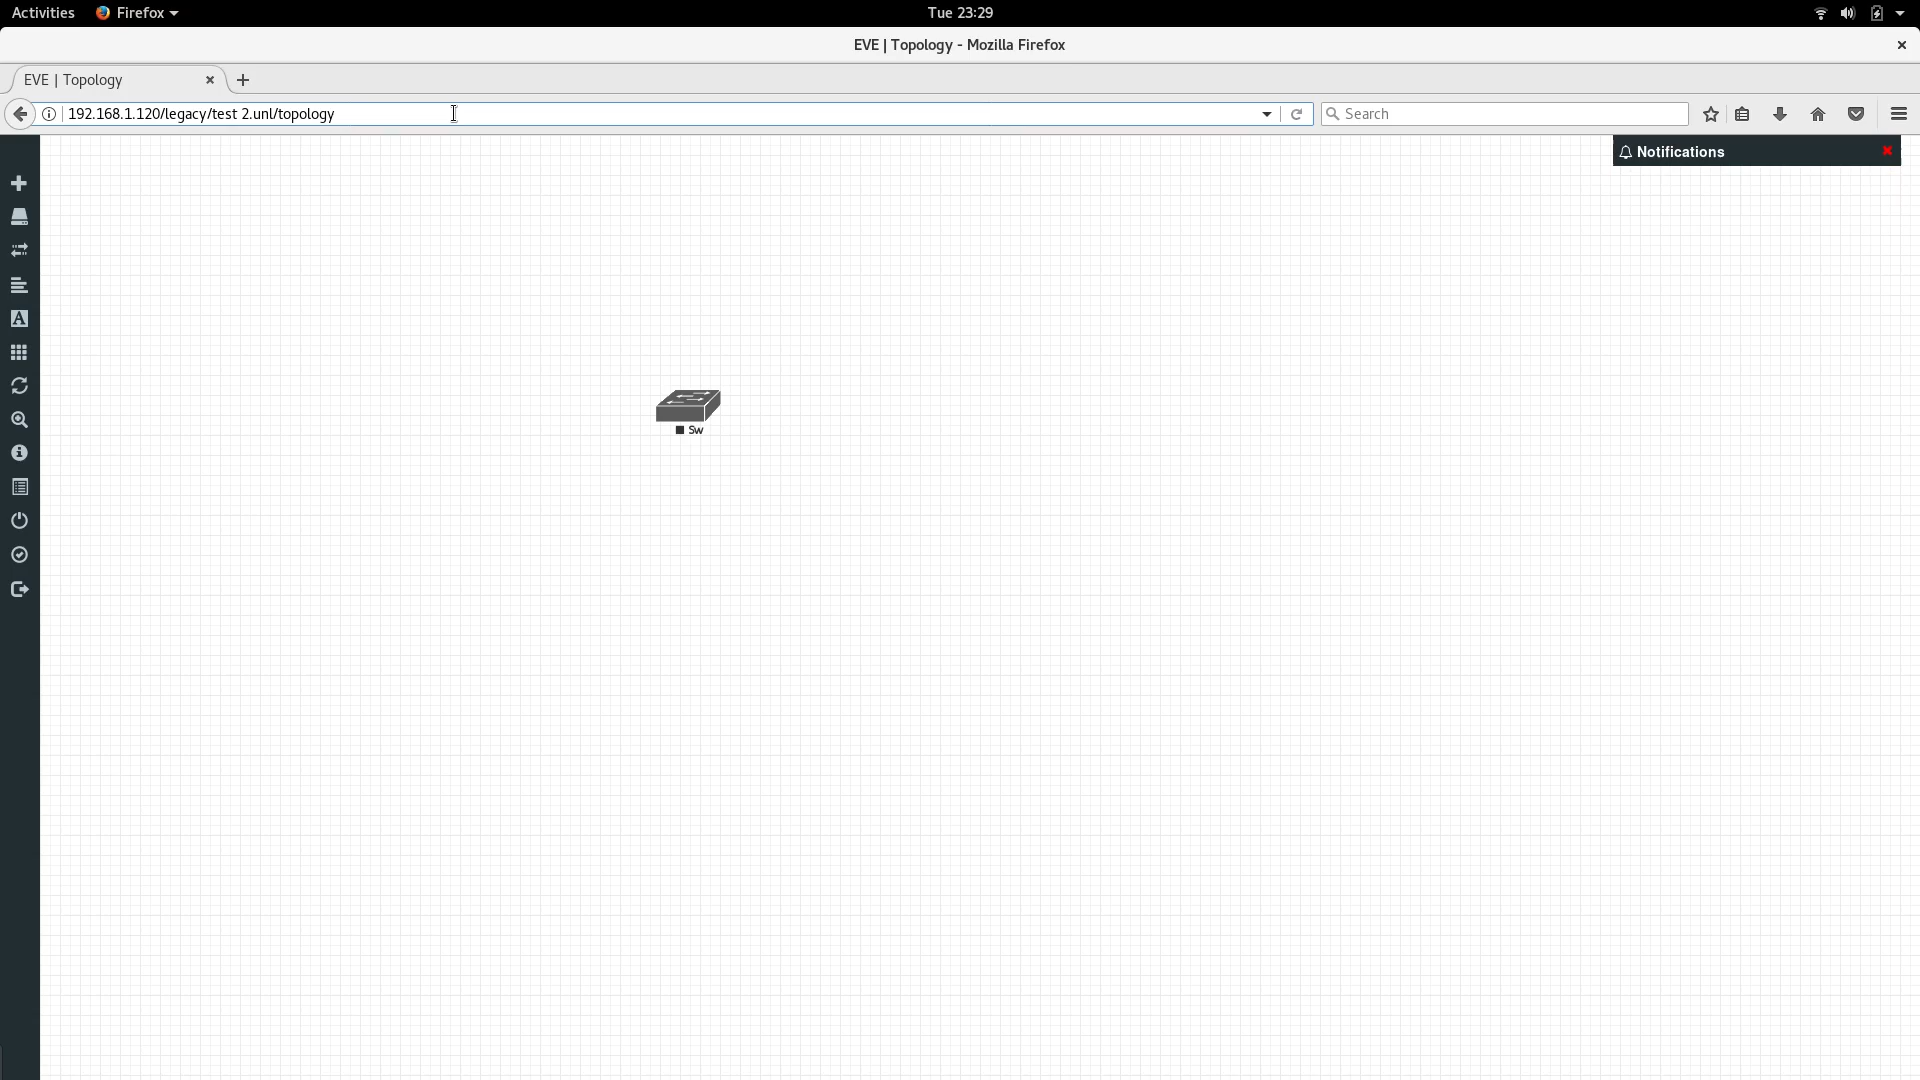 Activities Firefox Tue 23:29
EVE | Topology - Mozilla Firefox
EVE | Topology
192.168.1.120/legacy/test 2.unl/topology Search
Notifications
A
Sw